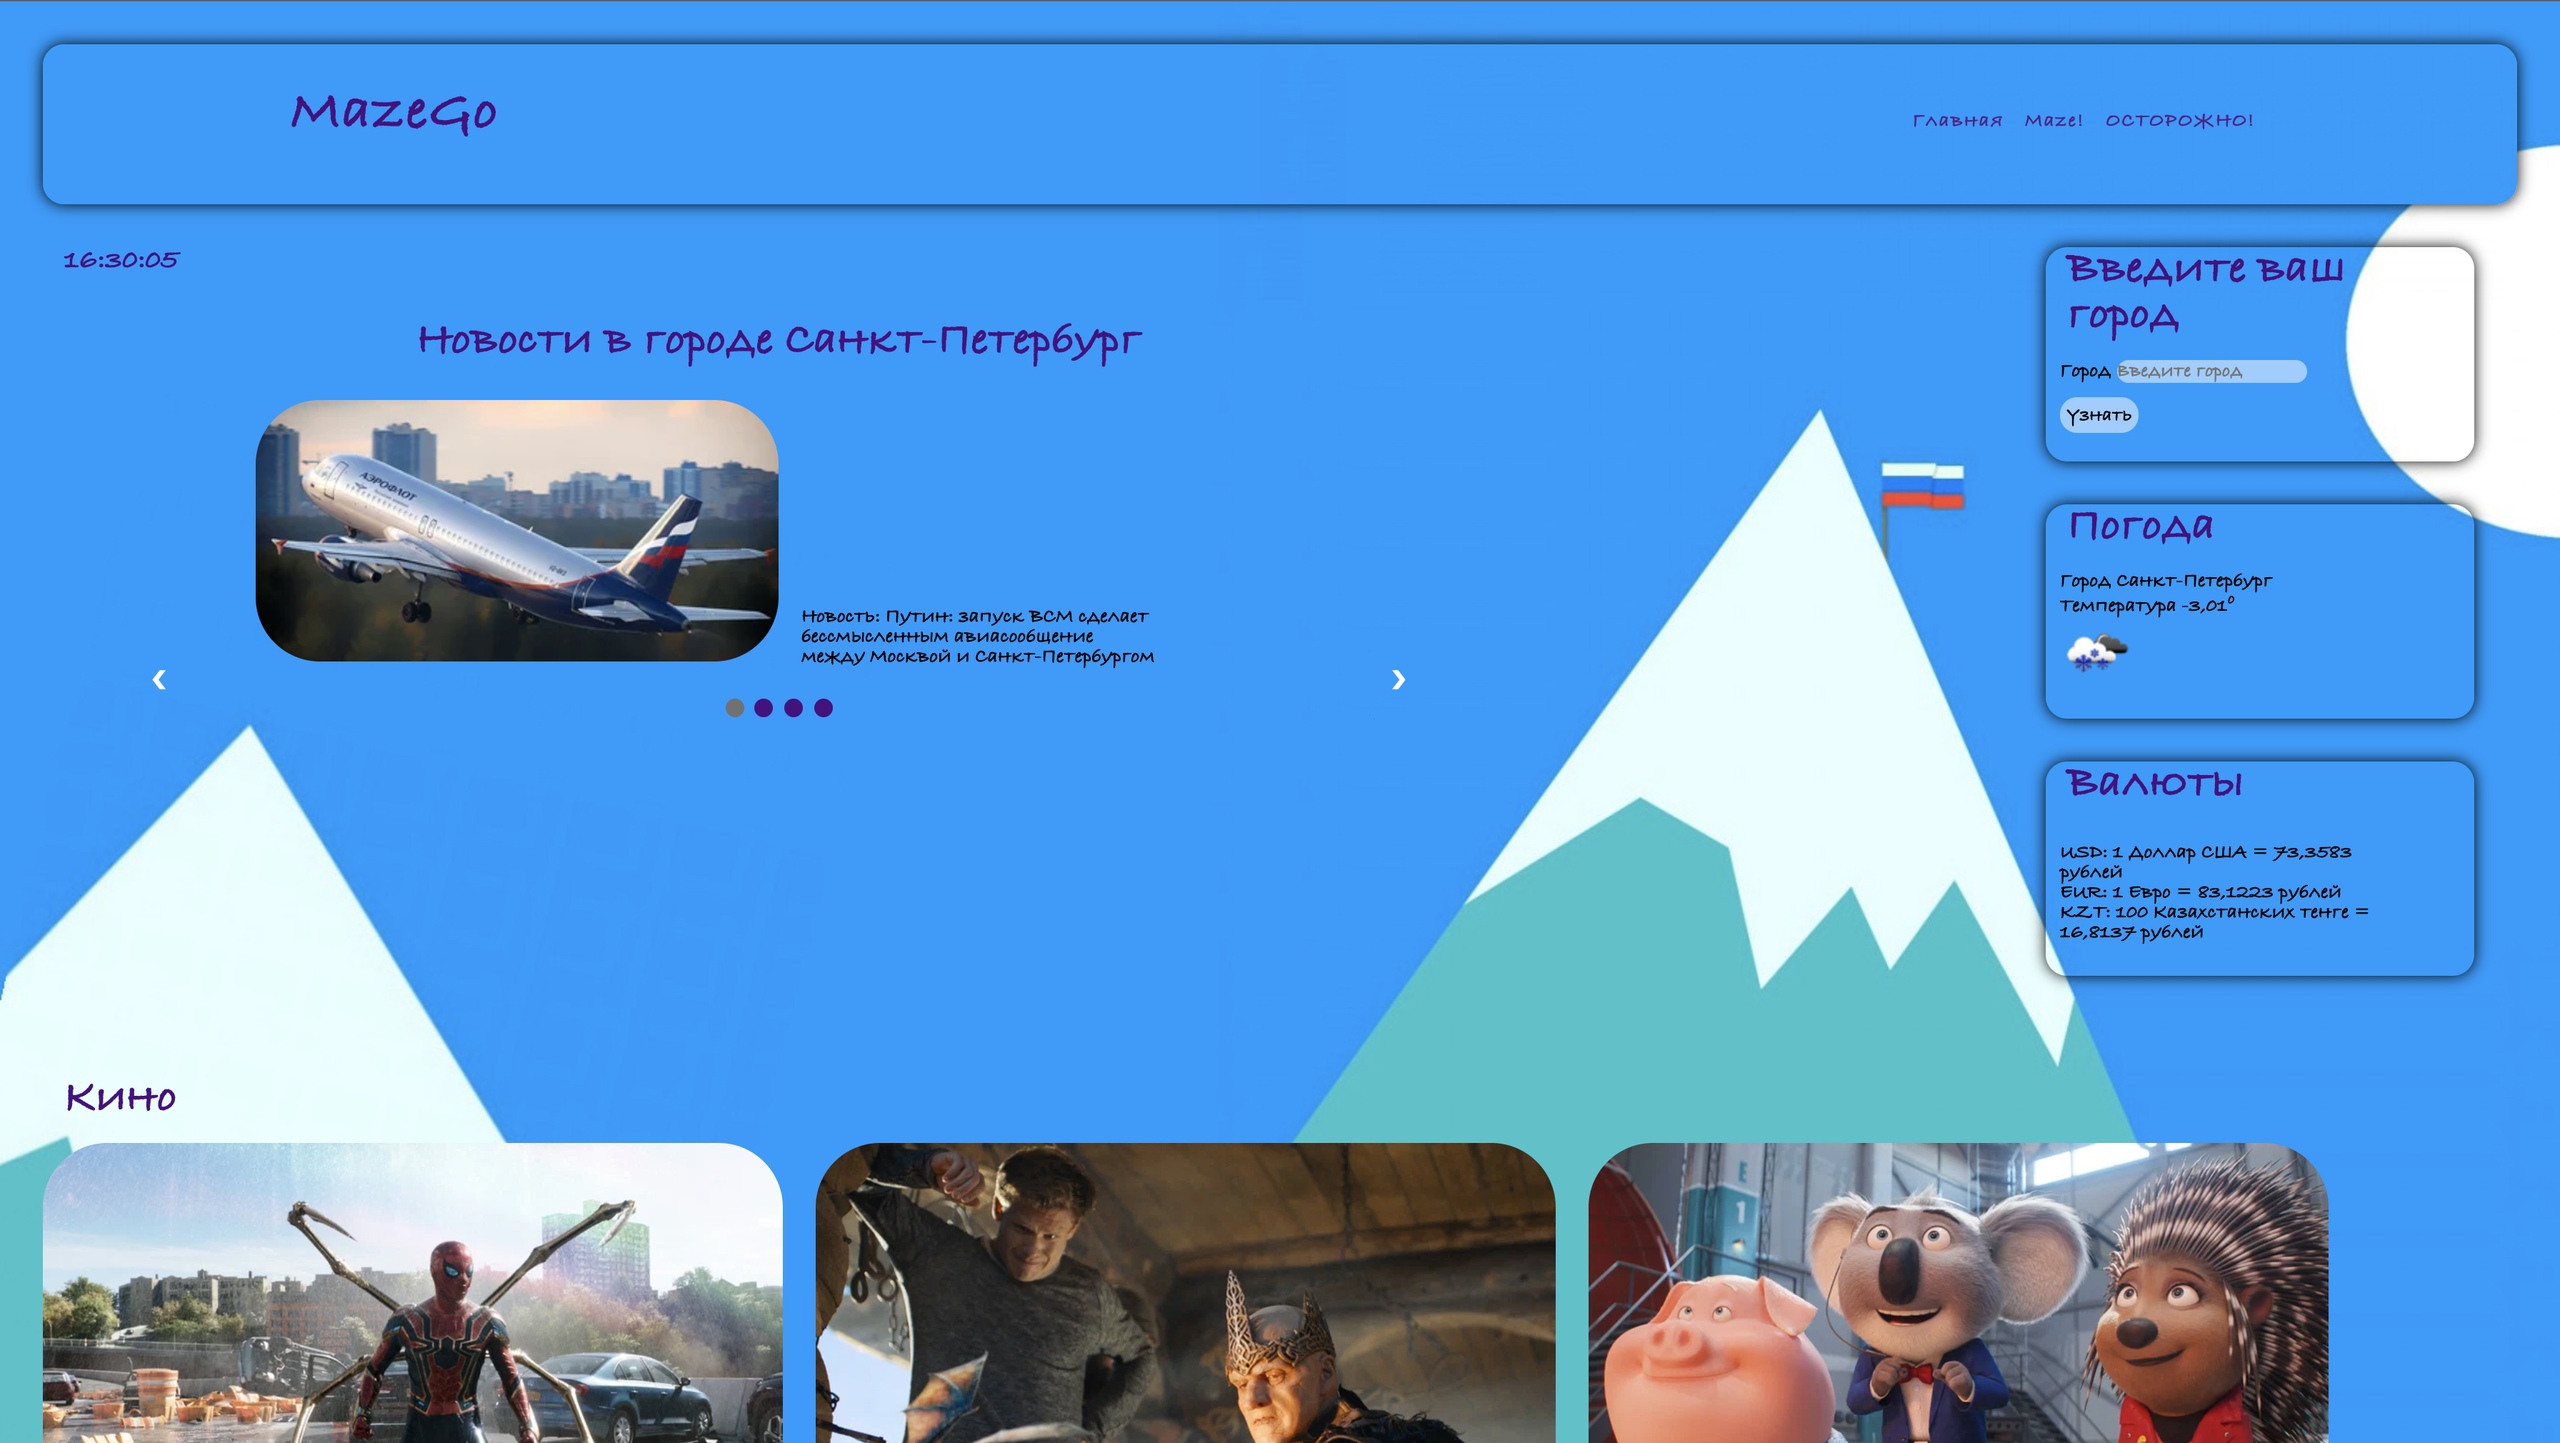 MazeGo
Главная Maze! ОСТОРОЖНО!
16:30:05
Новости в городе Санкт-Петербург
АЭРОФЛОТ
Новость: Путин: запуск ВСМ сделает
бессмысленным авиасообщение
между Москвой и Санкт-Петербургом
‹
›
Введите ваш
город
Город Введите город
Узнать
Погода
Город Санкт-Петербург
Температура -3,01°
Валюты
USD: 1 Доллар США = 73,3583
рублей
EUR: 1 Евро = 83,1223 рублей
KZT: 100 Казахстанских тенге =
16,8137 рублей
Кино
E
1